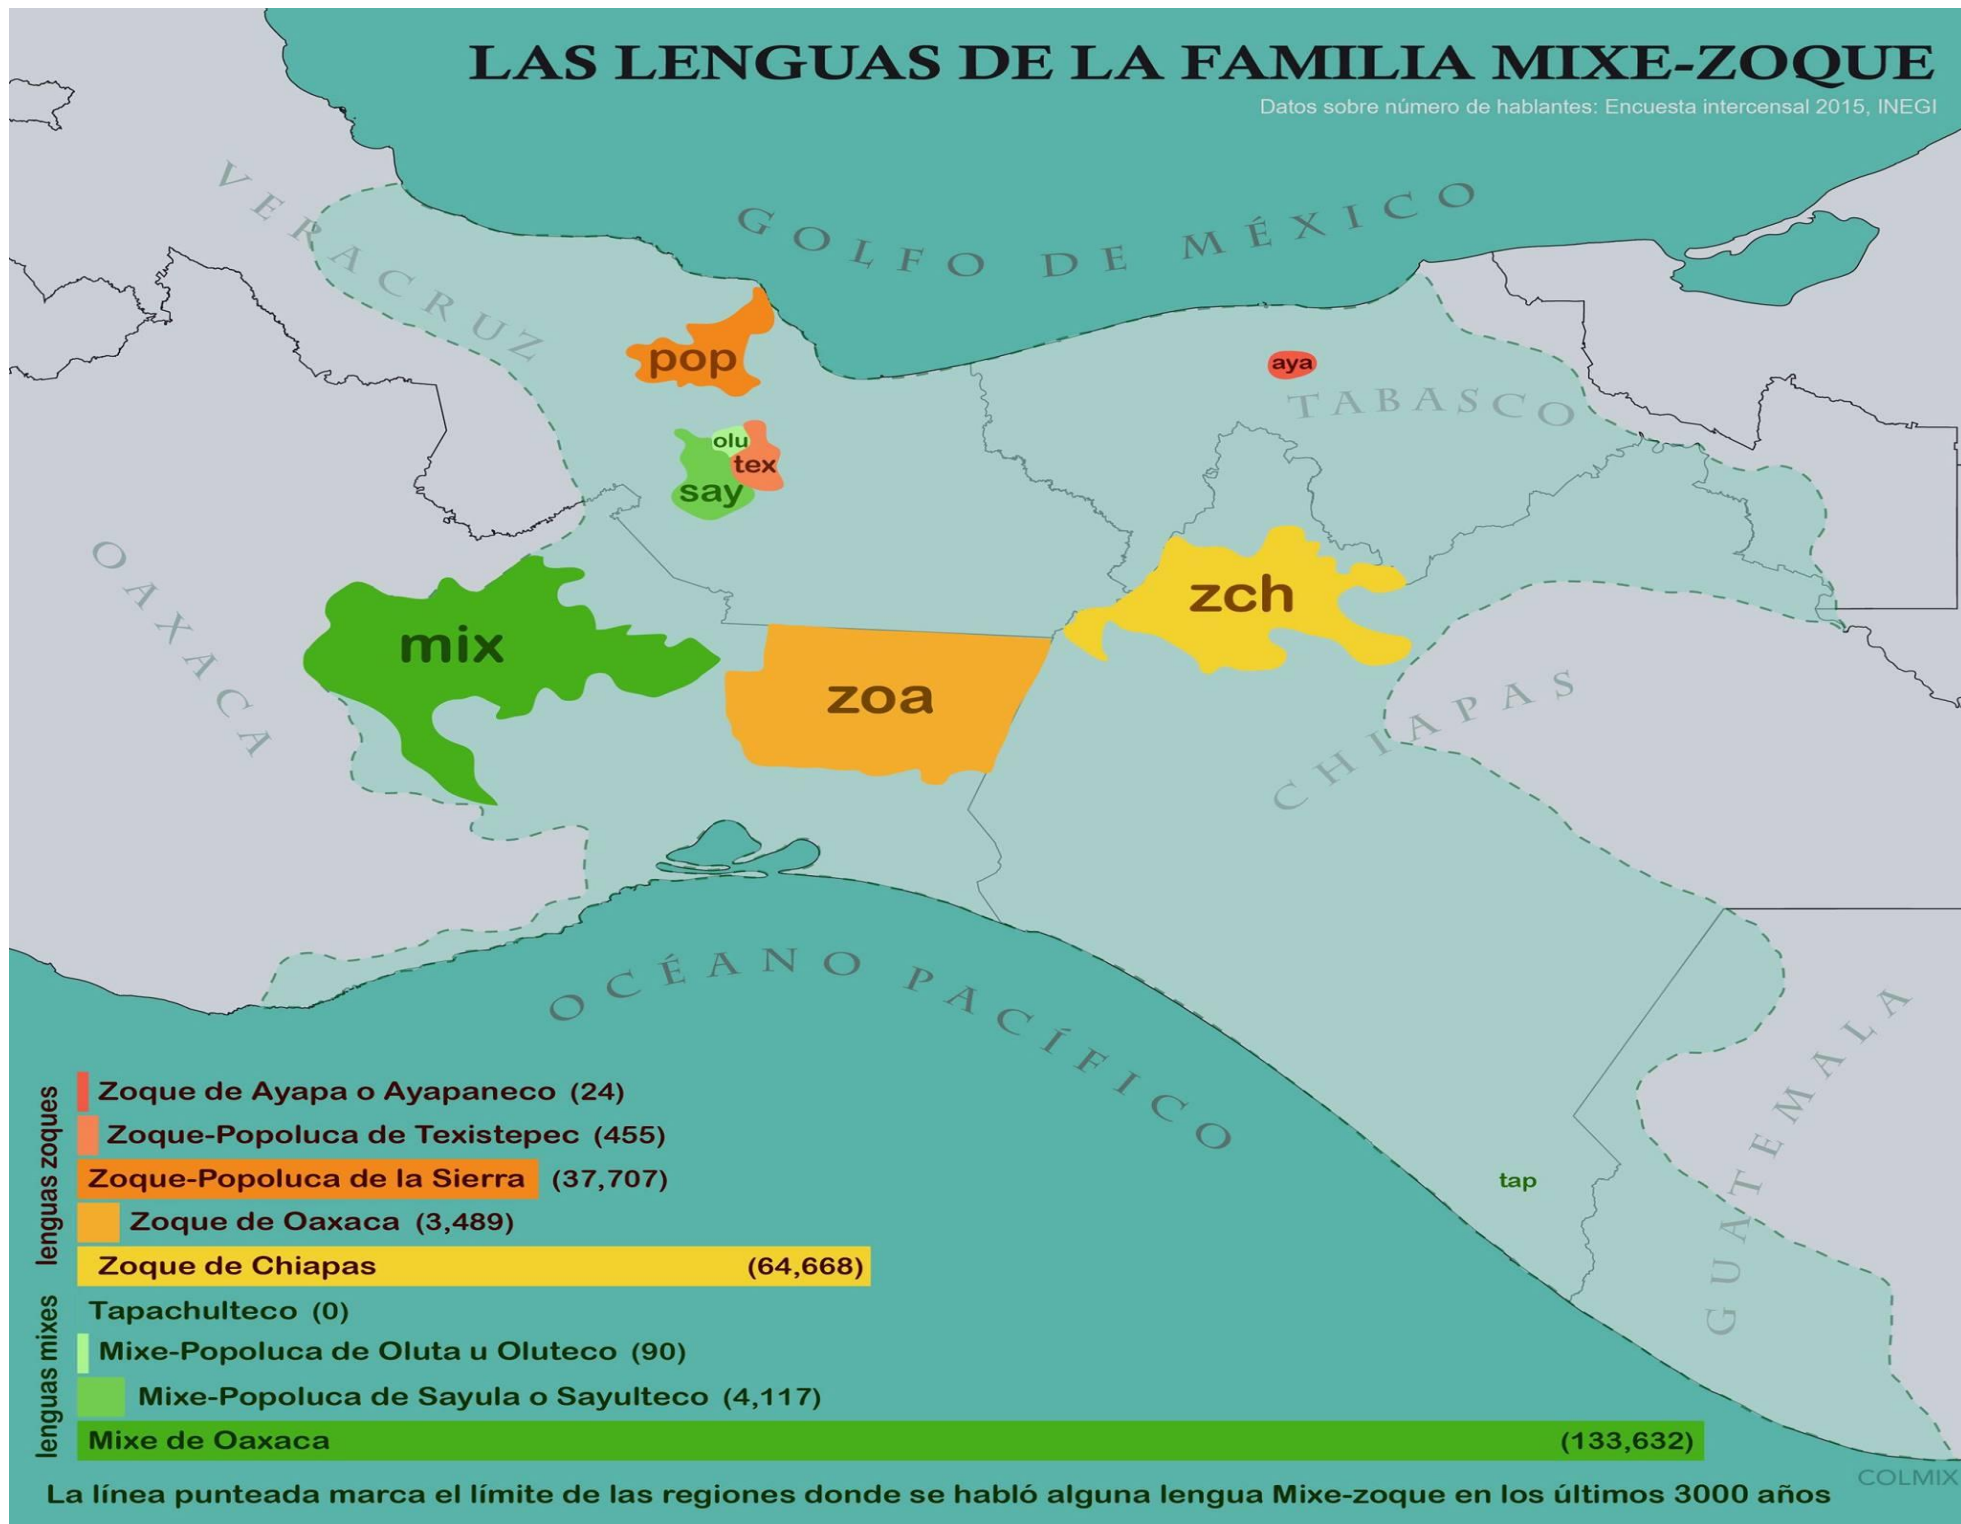 LAS LENGUAS DE LA FAMILIA MIXE-ZOQUE
Datos sobre número de hablantes: Encuesta intercensal 2015, INEGI
VERACRUZ
GOLFO DE MÉXICO
pop
aya
TABASCO
olu
tex
say
OAXACA
mix
zoa
zch
CHIAPAS
OCÉANO PACÍFICO
tap
GUATEMALA
lenguas zoques
Zoque de Ayapa o Ayapaneco (24)
Zoque-Popoluca de Texistepec (455)
Zoque-Popoluca de la Sierra (37,707)
Zoque de Oaxaca (3,489)
Zoque de Chiapas (64,668)
lenguas mixes
Tapachulteco (0)
Mixe-Popoluca de Oluta u Oluteco (90)
Mixe-Popoluca de Sayula o Sayulteco (4,117)
Mixe de Oaxaca (133,632)
COLMIX
La línea punteada marca el límite de las regiones donde se habló alguna lengua Mixe-zoque en los últimos 3000 años